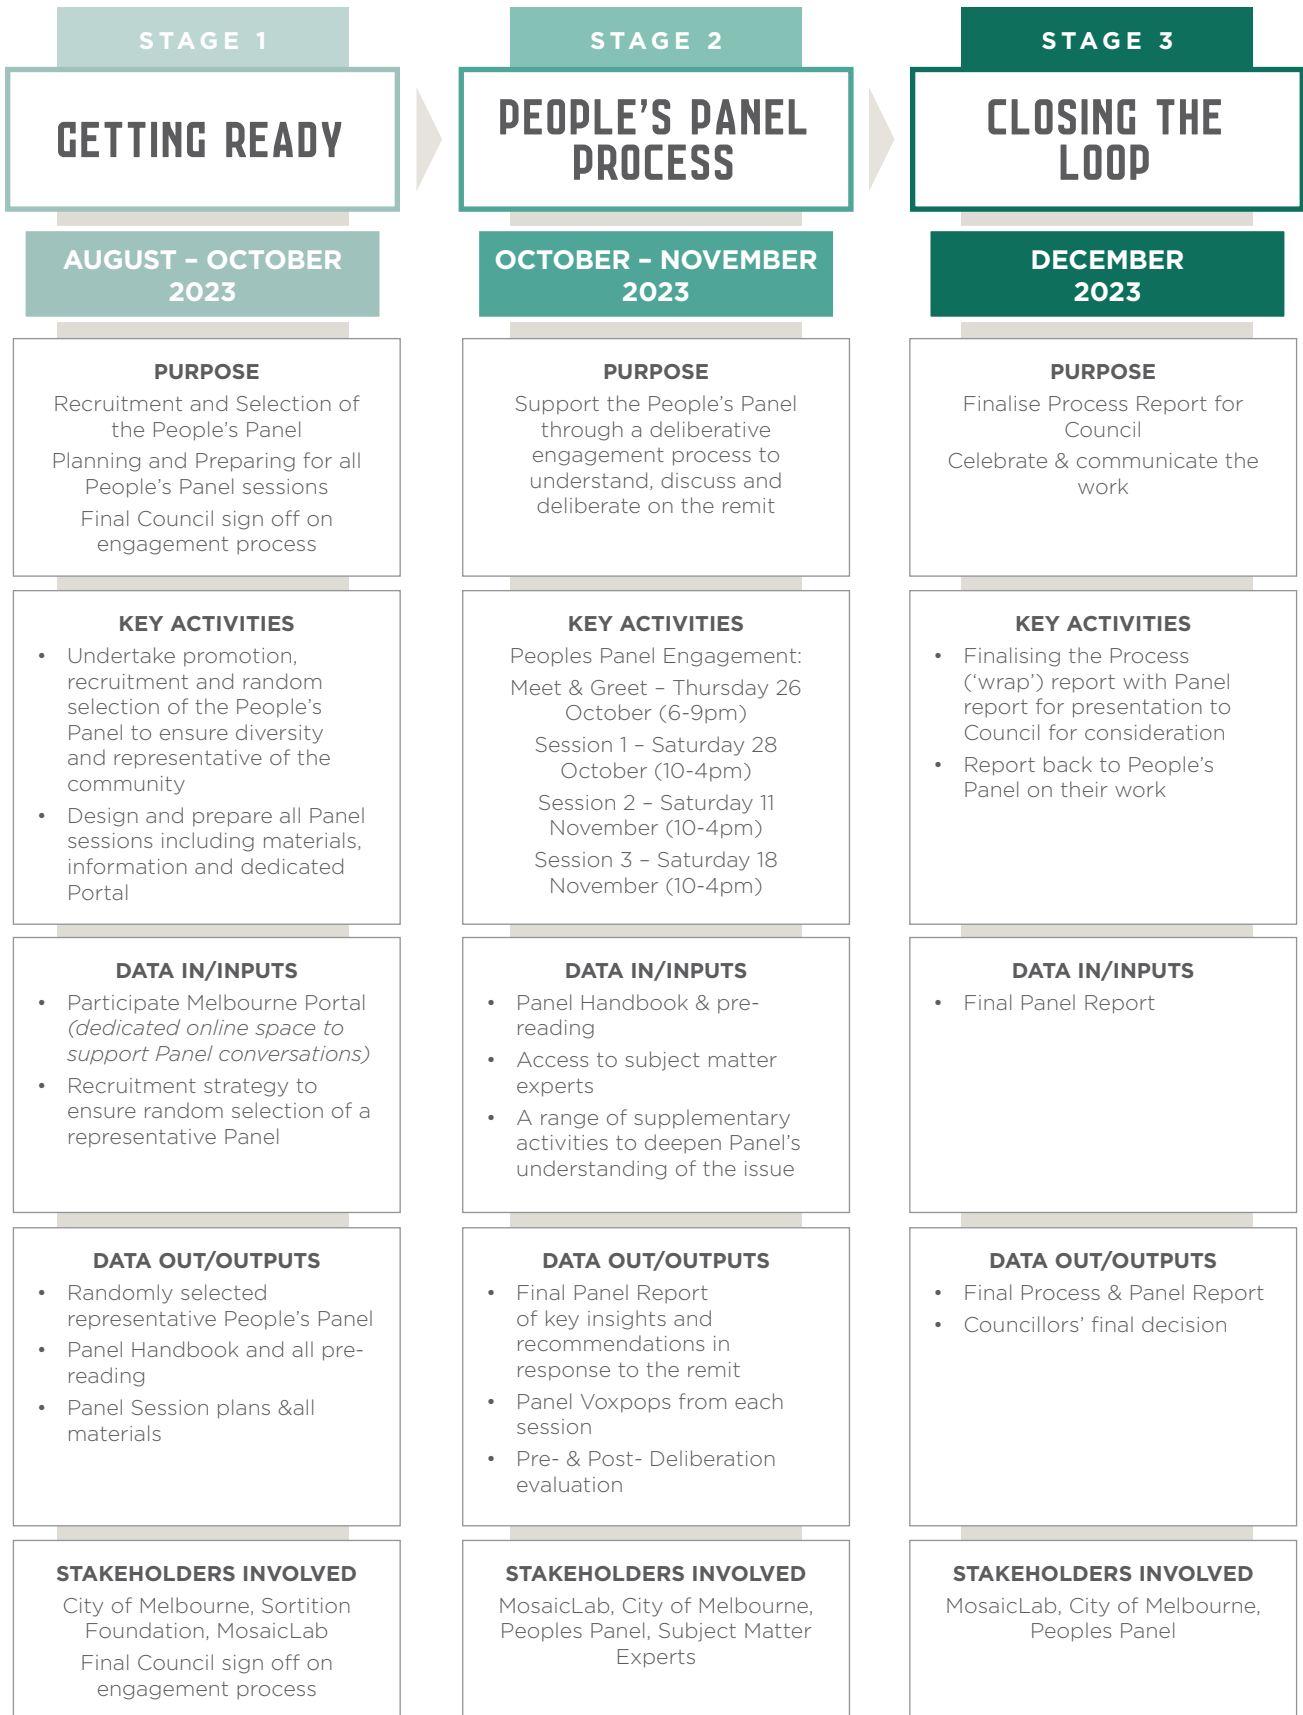 STAGE 1
GETTING READY
AUGUST – OCTOBER
2023
PURPOSE
Recruitment and Selection of
the People's Panel
Planning and Preparing for all
People's Panel sessions
Final Council sign off on
engagement process
KEY ACTIVITIES
• Undertake promotion,
recruitment and random
selection of the People's
Panel to ensure diversity
and representative of the
community
• Design and prepare all Panel
sessions including materials,
information and dedicated
Portal
DATA IN/INPUTS
• Participate Melbourne Portal
(dedicated online space to
support Panel conversations)
• Recruitment strategy to
ensure random selection of a
representative Panel
DATA OUT/OUTPUTS
• Randomly selected
representative People's Panel
• Panel Handbook and all pre-
reading
• Panel Session plans &all
materials
STAKEHOLDERS INVOLVED
City of Melbourne, Sortition
Foundation, MosaicLab
Final Council sign off on
engagement process
STAGE 2
PEOPLE'S PANEL
PROCESS
OCTOBER – NOVEMBER
2023
PURPOSE
Support the People's Panel
through a deliberative
engagement process to
understand, discuss and
deliberate on the remit
KEY ACTIVITIES
Peoples Panel Engagement:
Meet & Greet – Thursday 26
October (6-9pm)
Session 1 – Saturday 28
October (10-4pm)
Session 2 – Saturday 11
November (10-4pm)
Session 3 – Saturday 18
November (10-4pm)
DATA IN/INPUTS
• Panel Handbook & pre-
reading
• Access to subject matter
experts
• A range of supplementary
activities to deepen Panel's
understanding of the issue
DATA OUT/OUTPUTS
• Final Panel Report
of key insights and
recommendations in
response to the remit
• Panel Voxpops from each
session
• Pre- & Post- Deliberation
evaluation
STAKEHOLDERS INVOLVED
MosaicLab, City of Melbourne,
Peoples Panel, Subject Matter
Experts
STAGE 3
CLOSING THE
LOOP
DECEMBER
2023
PURPOSE
Finalise Process Report for
Council
Celebrate & communicate the
work
KEY ACTIVITIES
• Finalising the Process
('wrap') report with Panel
report for presentation to
Council for consideration
• Report back to People's
Panel on their work
DATA IN/INPUTS
• Final Panel Report
DATA OUT/OUTPUTS
• Final Process & Panel Report
• Councillors' final decision
STAKEHOLDERS INVOLVED
MosaicLab, City of Melbourne,
Peoples Panel